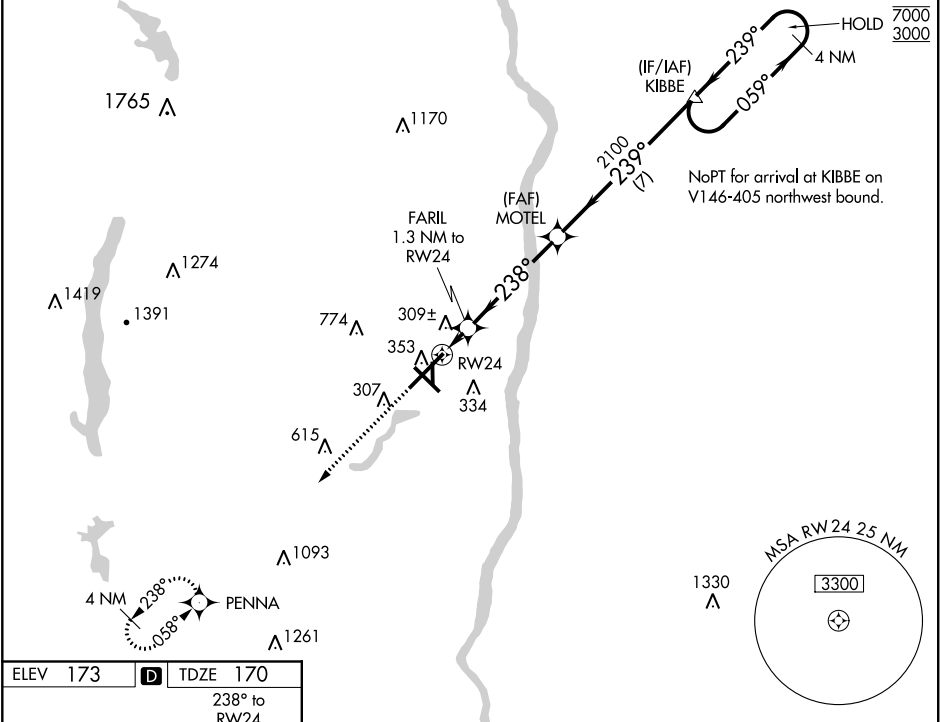 HOLD
7000
3000
239°
4 NM
(IF/IAF)
KIBBE
059°
1765
1170
2100
239°
(7)
NoPT for arrival at KIBBE on
V146-405 northwest bound.
(FAF)
MOTEL
FARIL
1.3 NM to
RW24
238°
1274
1419
1391
774
309±
353
RW24
307
334
615
MSA RW24 25 NM
3300
1330
1093
4 NM
238°
058°
PENNA
1261
ELEV 173 D TDZE 170
238° to
RW24